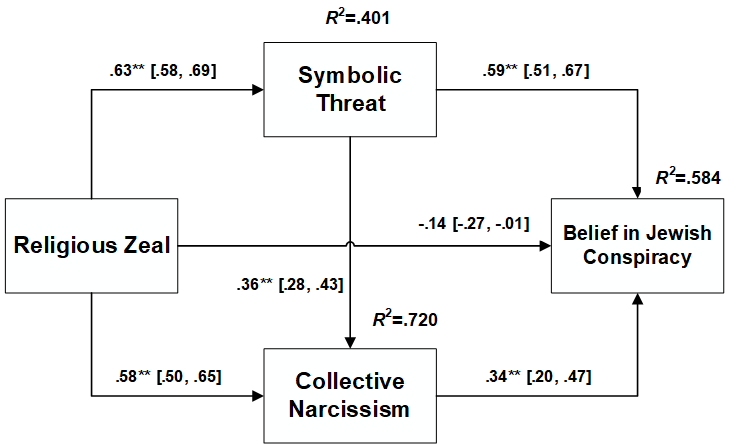 R²=.401
.63** [.58, .69]
Symbolic
Threat
.59** [.51, .67]
R²=.584
Religious Zeal
-.14 [-.27, -.01]
Belief in Jewish
Conspiracy
.36** [.28, .43]
R²=.720
.58** [.50, .65]
Collective
Narcissism
.34** [.20, .47]